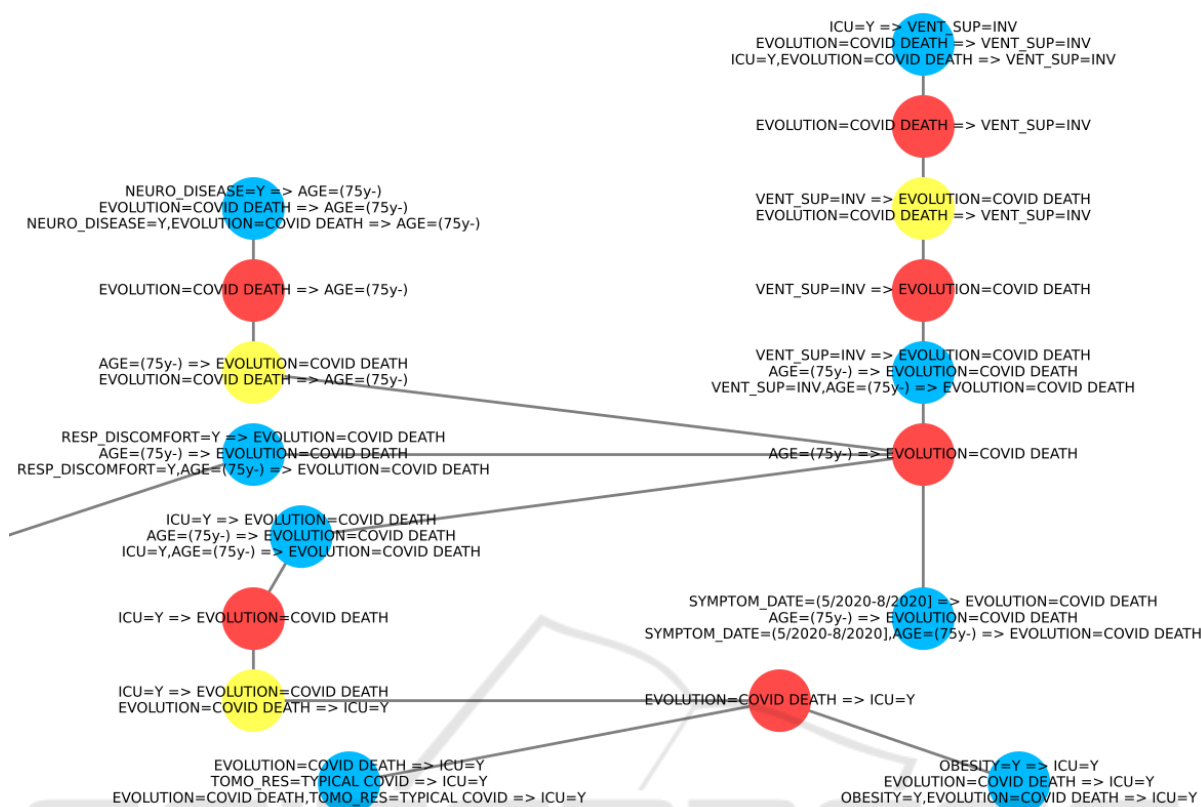 ICU=Y => VENT_SUP=INV
EVOLUTION=COVID DEATH => VENT_SUP=INV
ICU=Y,EVOLUTION=COVID DEATH => VENT_SUP=INV
EVOLUTION=COVID DEATH => VENT_SUP=INV
NEURO_DISEASE=Y => AGE=(75y-)
EVOLUTION=COVID DEATH => AGE=(75y-)
NEURO_DISEASE=Y,EVOLUTION=COVID DEATH => AGE=(75y-)
VENT_SUP=INV => EVOLUTION=COVID DEATH
EVOLUTION=COVID DEATH => VENT_SUP=INV
EVOLUTION=COVID DEATH => AGE=(75y-)
VENT_SUP=INV => EVOLUTION=COVID DEATH
AGE=(75y-) => EVOLUTION=COVID DEATH
EVOLUTION=COVID DEATH => AGE=(75y-)
VENT_SUP=INV => EVOLUTION=COVID DEATH
AGE=(75y-) => EVOLUTION=COVID DEATH
VENT_SUP=INV,AGE=(75y-) => EVOLUTION=COVID DEATH
RESP_DISCOMFORT=Y => EVOLUTION=COVID DEATH
AGE=(75y-) => EVOLUTION=COVID DEATH
RESP_DISCOMFORT=Y,AGE=(75y-) => EVOLUTION=COVID DEATH
AGE=(75y-) => EVOLUTION=COVID DEATH
ICU=Y => EVOLUTION=COVID DEATH
AGE=(75y-) => EVOLUTION=COVID DEATH
ICU=Y,AGE=(75y-) => EVOLUTION=COVID DEATH
ICU=Y => EVOLUTION=COVID DEATH
SYMPTOM_DATE=(5/2020-8/2020] => EVOLUTION=COVID DEATH
AGE=(75y-) => EVOLUTION=COVID DEATH
SYMPTOM_DATE=(5/2020-8/2020],AGE=(75y-) => EVOLUTION=COVID DEATH
ICU=Y => EVOLUTION=COVID DEATH
EVOLUTION=COVID DEATH => ICU=Y
EVOLUTION=COVID DEATH => ICU=Y
EVOLUTION=COVID DEATH => ICU=Y
TOMO_RES=TYPICAL COVID => ICU=Y
EVOLUTION=COVID DEATH,TOMO_RES=TYPICAL COVID => ICU=Y
OBESITY=Y => ICU=Y
EVOLUTION=COVID DEATH => ICU=Y
OBESITY=Y,EVOLUTION=COVID DEATH => ICU=Y